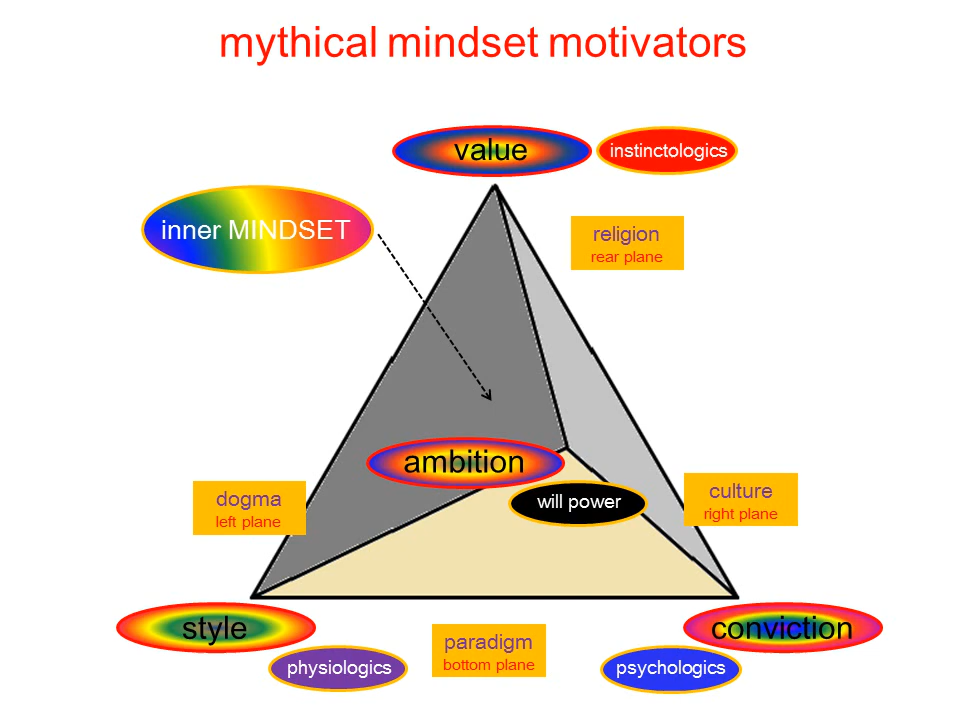 mythical mindset motivators
value
instinctologics
inner MINDSET
religion
rear plane
ambition
will power
dogma
left plane
culture
right plane
style
conviction
physiologics
paradigm
bottom plane
psychologics